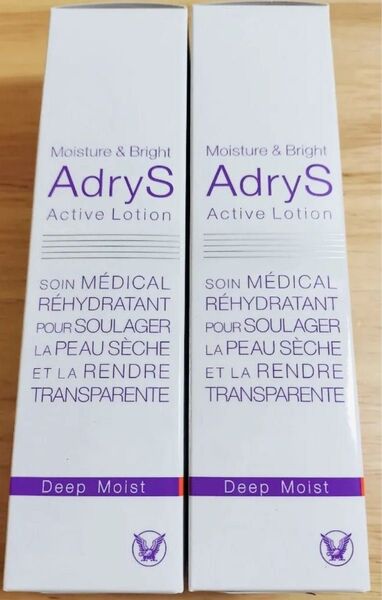 Moisture & Bright
AdryS
Active Lotion
SOIN MÉDICAL
RÉHYDRATANT
POUR SOULAGER
LA PEAU SÈCHE
ET LA RENDRE
TRANSPARENTE
Deep Moist
Moisture & Bright
AdryS
Active Lotion
SOIN MÉDICAL
RÉHYDRATANT
POUR SOULAGER
LA PEAU SÈCHE
ET LA RENDRE
TRANSPARENTE
Deep Moist